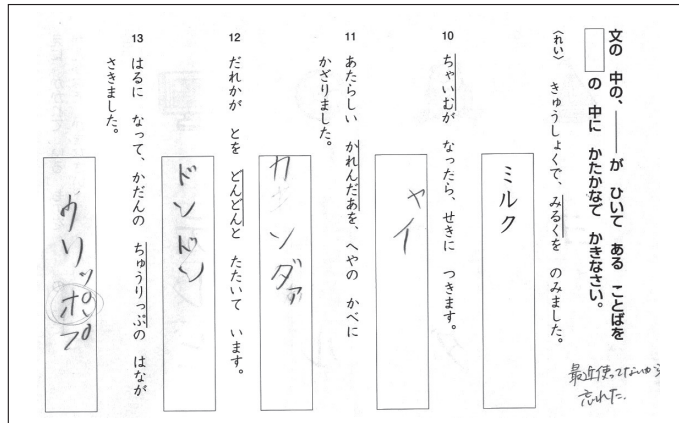 文の 中の、――が ひいて ある ことばを
□の 中に かたかなで かきなさい。
〈れい〉 きゅうしょくで、みるくを のみました。
ミルク
最近使ってないから
忘れた.
10 ちゃいむが なったら、せきに つきます。
ャイ
11 あたらしい かれんだあを、へやの かべに
かざりました。
カ ンダァ
12 だれかが とを どんどんと たたいて います。
ドンドン
13 はるに なって、かだんの ちゅうりっぷの はなが
さきました。
ウリッポプ